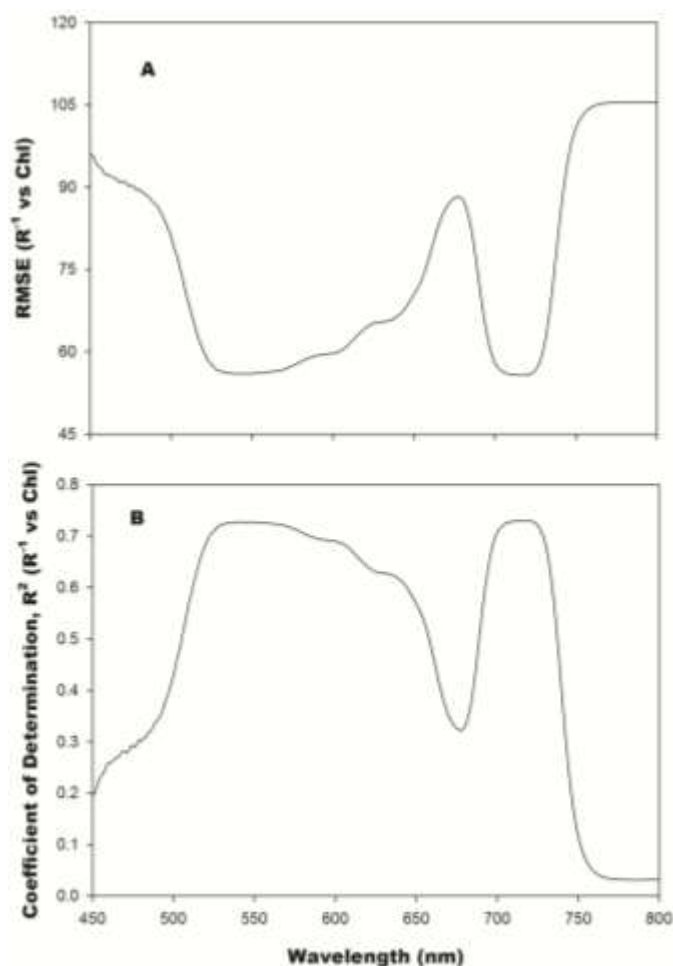 120
A
105
90
75
60
45
RMSE (R⁻¹ vs Chl)
0.8
B
0.7
0.6
0.5
0.4
0.3
0.2
0.1
0.0
Coefficient of Determination, R² (R⁻¹ vs Chl)
450 500 550 600 650 700 750 800
Wavelength (nm)